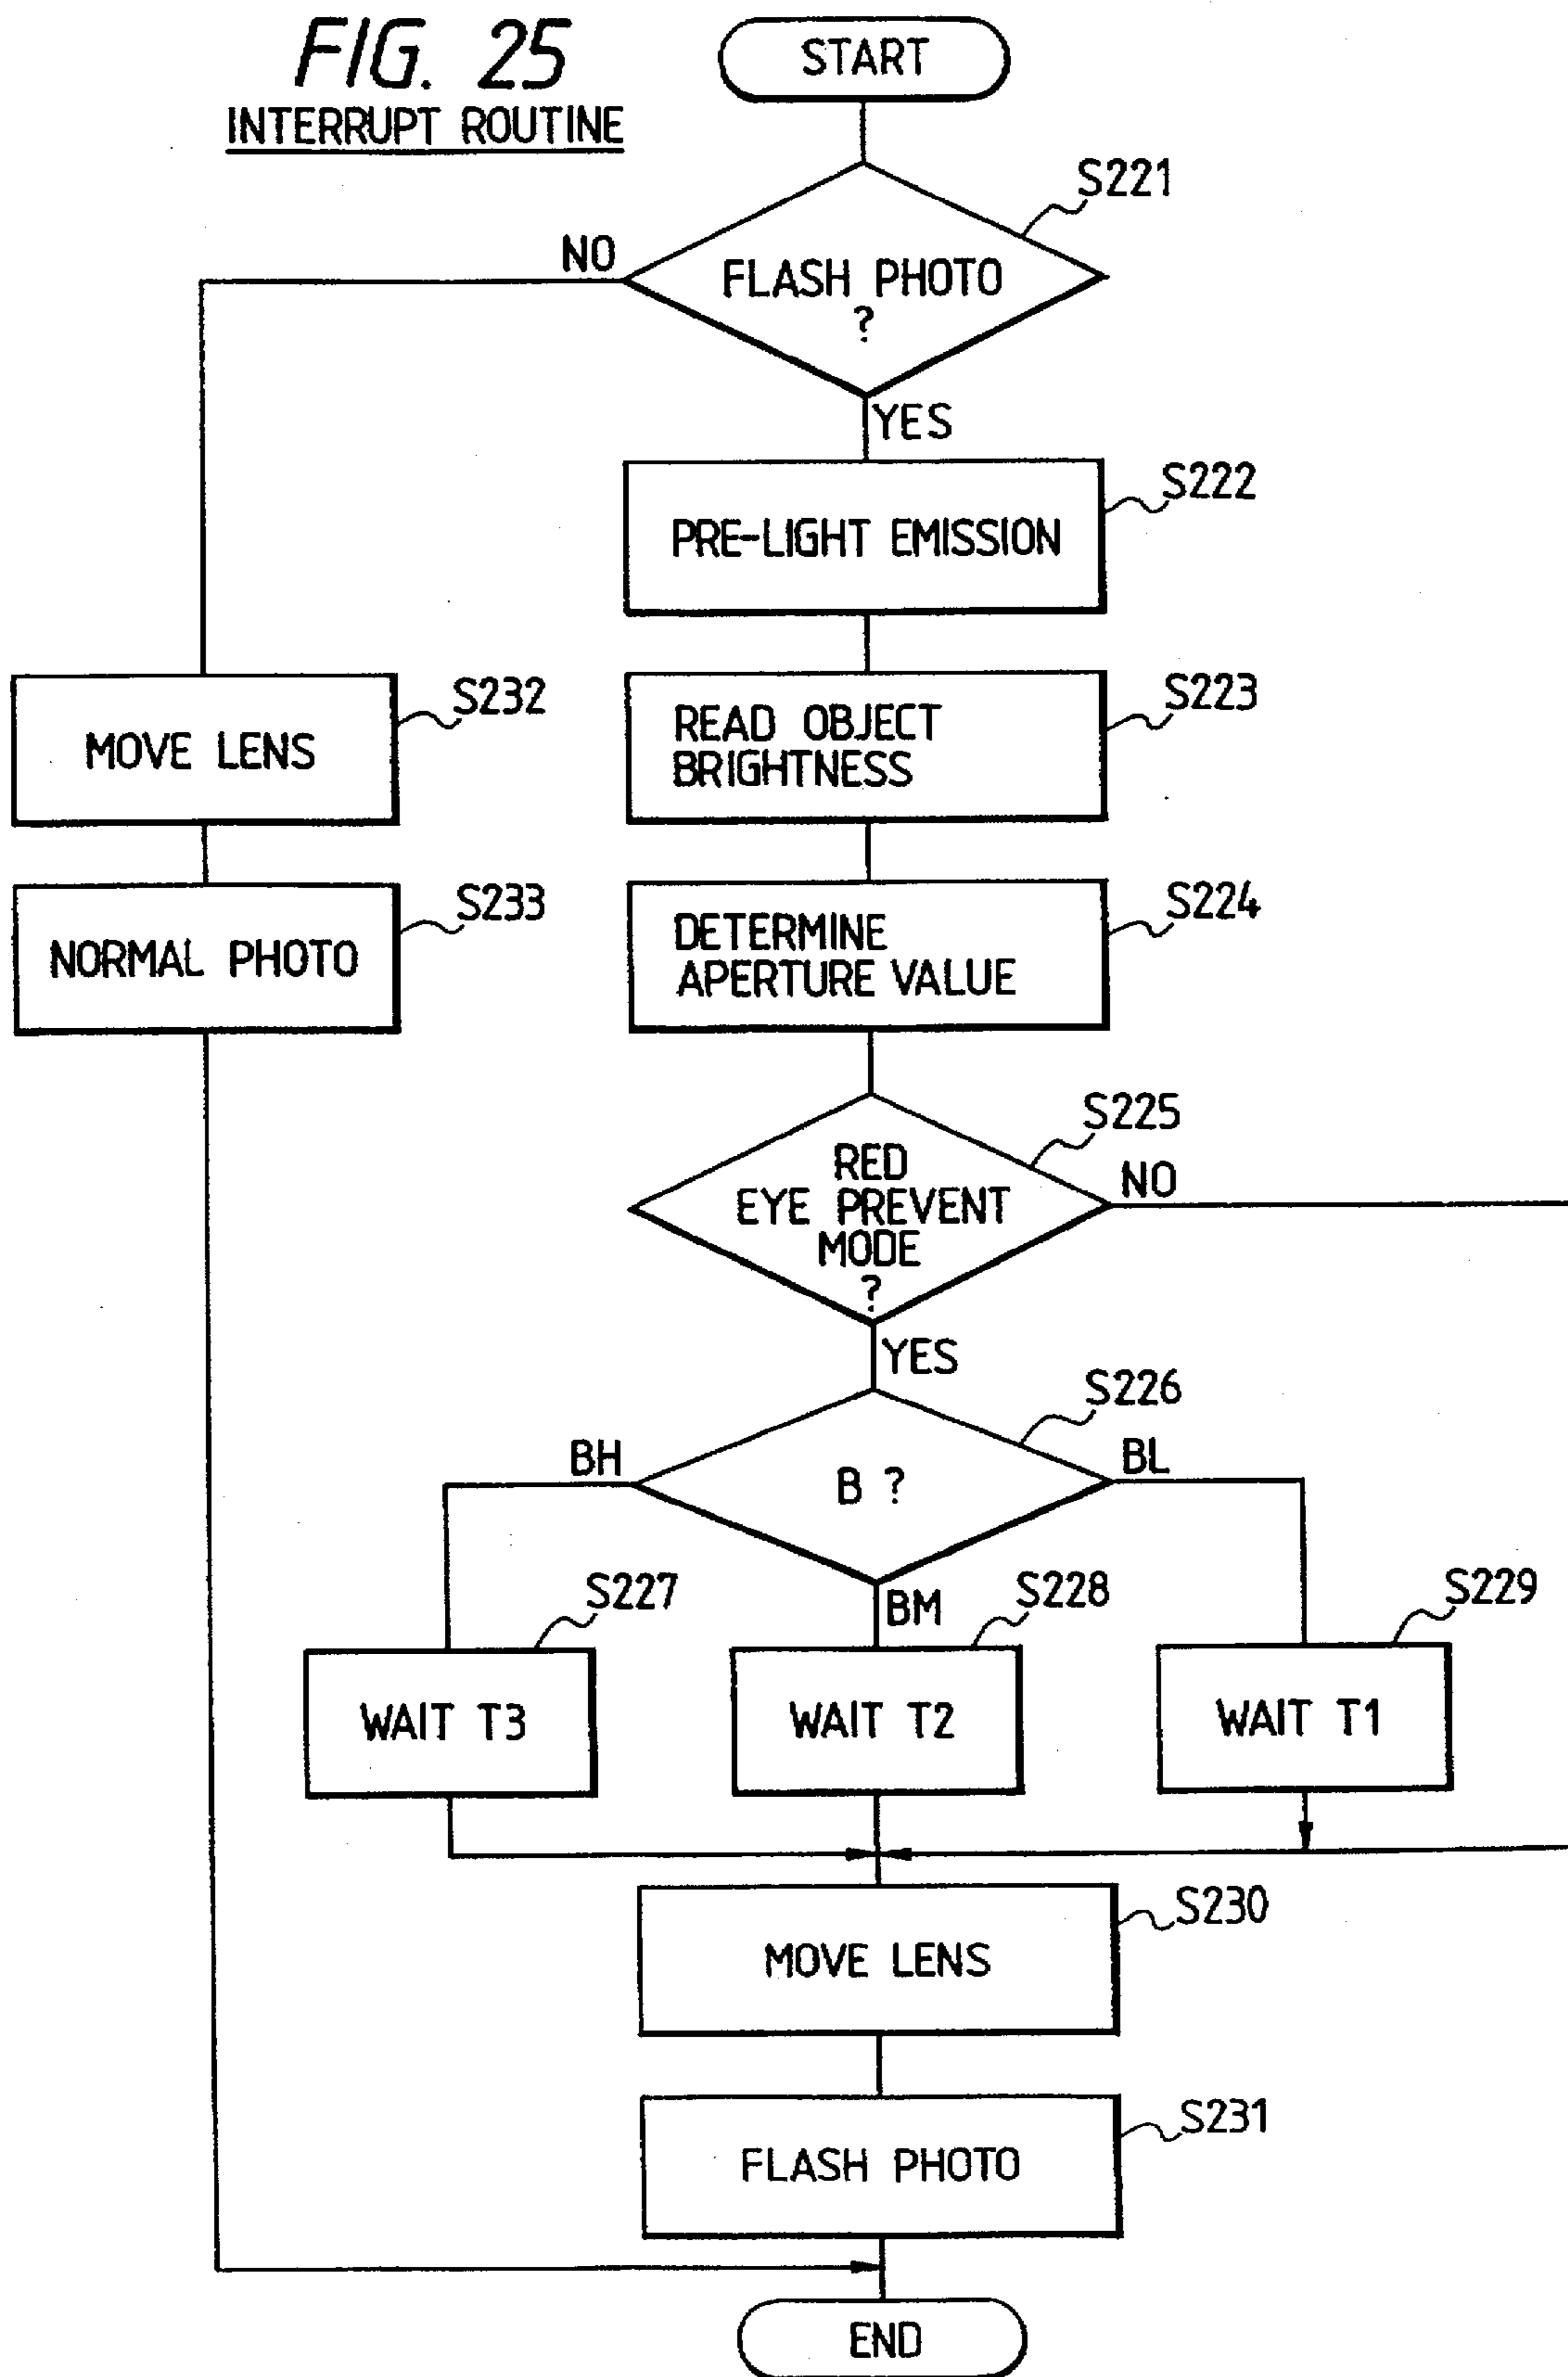 FIG. 25
INTERRUPT ROUTINE
START
S221
NO
FLASH PHOTO
?
YES
S222
PRE-LIGHT EMISSION
S232
MOVE LENS
S223
READ OBJECT
BRIGHTNESS
S233
NORMAL PHOTO
S224
DETERMINE
APERTURE VALUE
S225
RED
EYE PREVENT
MODE
?
NO
YES
S226
BH
B ?
BL
BM
S227
WAIT T3
S228
WAIT T2
S229
WAIT T1
S230
MOVE LENS
S231
FLASH PHOTO
END